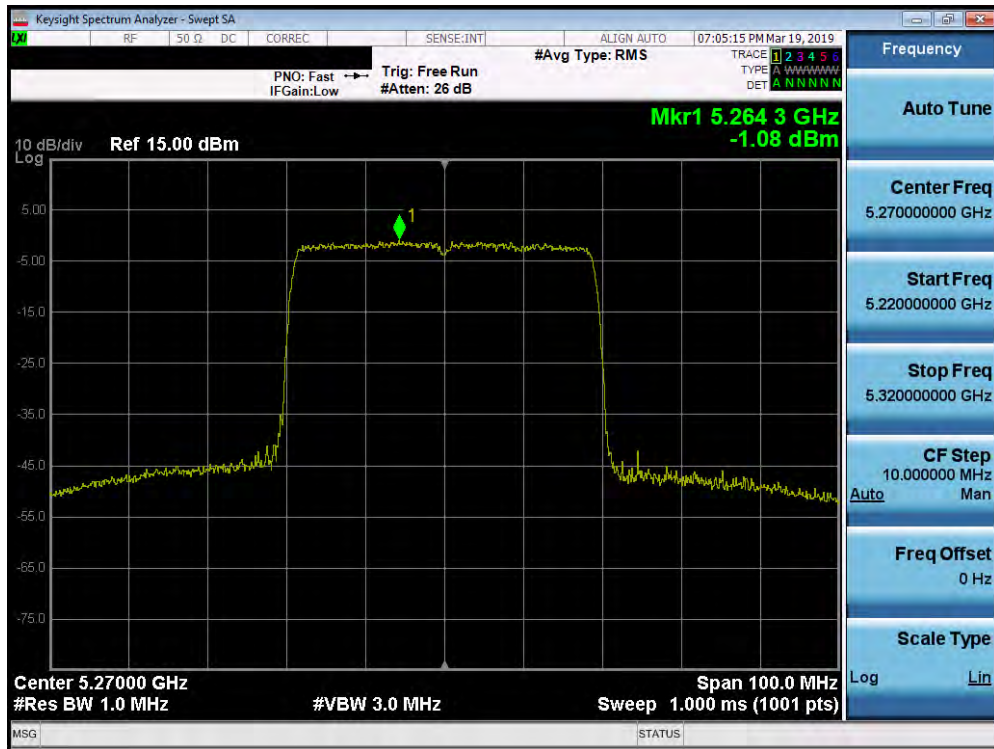 Keysight Spectrum Analyzer - Swept SA
LXI RF 50 Ω DC CORREC SENSE:INT ALIGN AUTO 07:05:15 PM Mar 19, 2019
PNO: Fast
IFGain:Low
Trig: Free Run
#Atten: 26 dB
#Avg Type: RMS
TRACE 1 2 3 4 5 6
TYPE A WWWWW
DET A N N N N N
Mkr1 5.264 3 GHz
-1.08 dBm
10 dB/div
Log
Ref 15.00 dBm
1
5.00
-5.00
-15.0
-25.0
-35.0
-45.0
-55.0
-65.0
-75.0
Center 5.27000 GHz
#Res BW 1.0 MHz
#VBW 3.0 MHz
Span 100.0 MHz
Sweep 1.000 ms (1001 pts)
MSG
STATUS
Frequency
Auto Tune
Center Freq
5.270000000 GHz
Start Freq
5.220000000 GHz
Stop Freq
5.320000000 GHz
CF Step
10.000000 MHz
Auto Man
Freq Offset
0 Hz
Scale Type
Log Lin